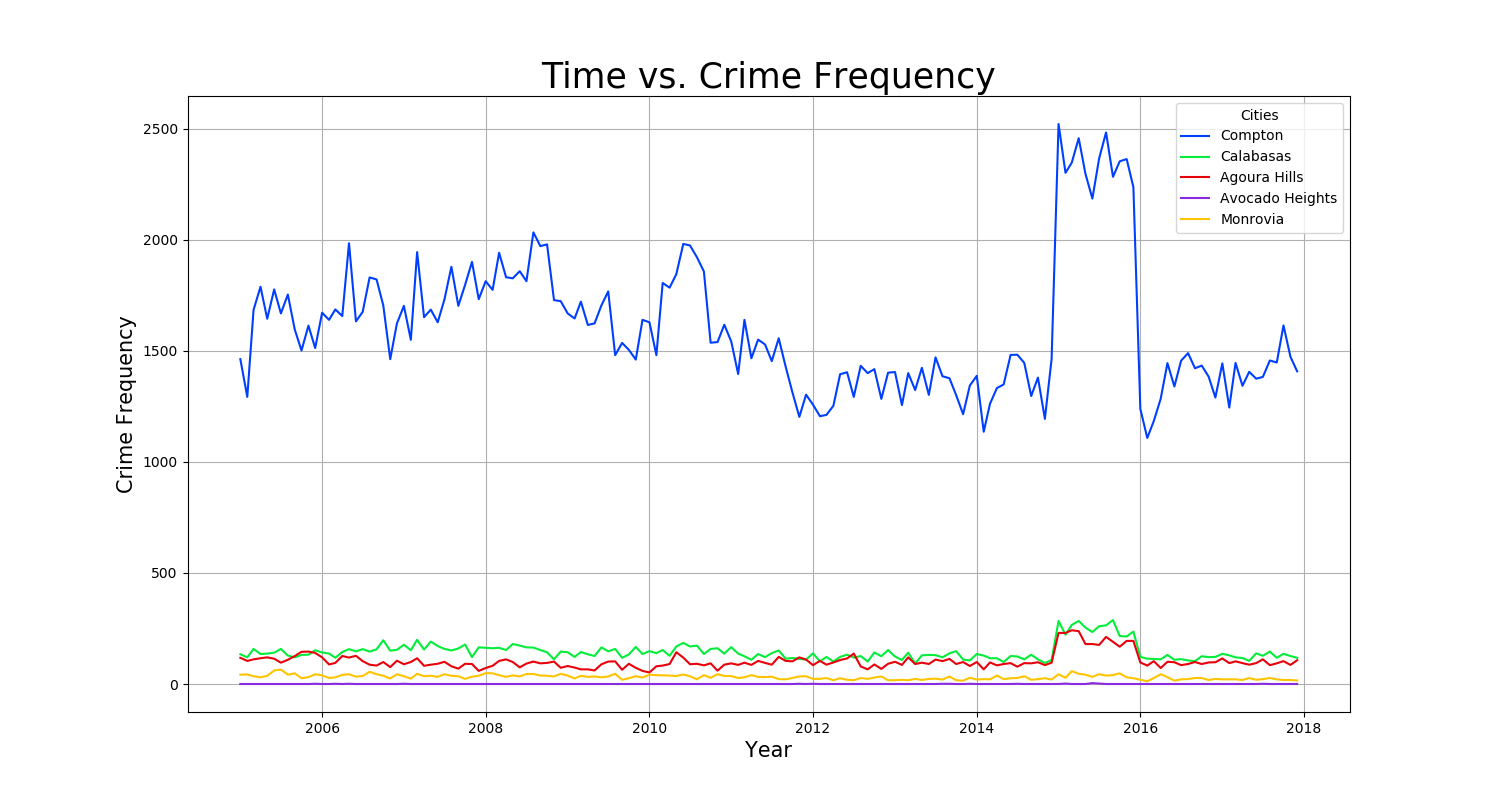 Time vs. Crime Frequency
Cities
Compton
Calabasas
Agoura Hills
Avocado Heights
Monrovia
Crime Frequency
2500
2000
1500
1000
500
0
2006 2008 2010 2012 2014 2016 2018
Year